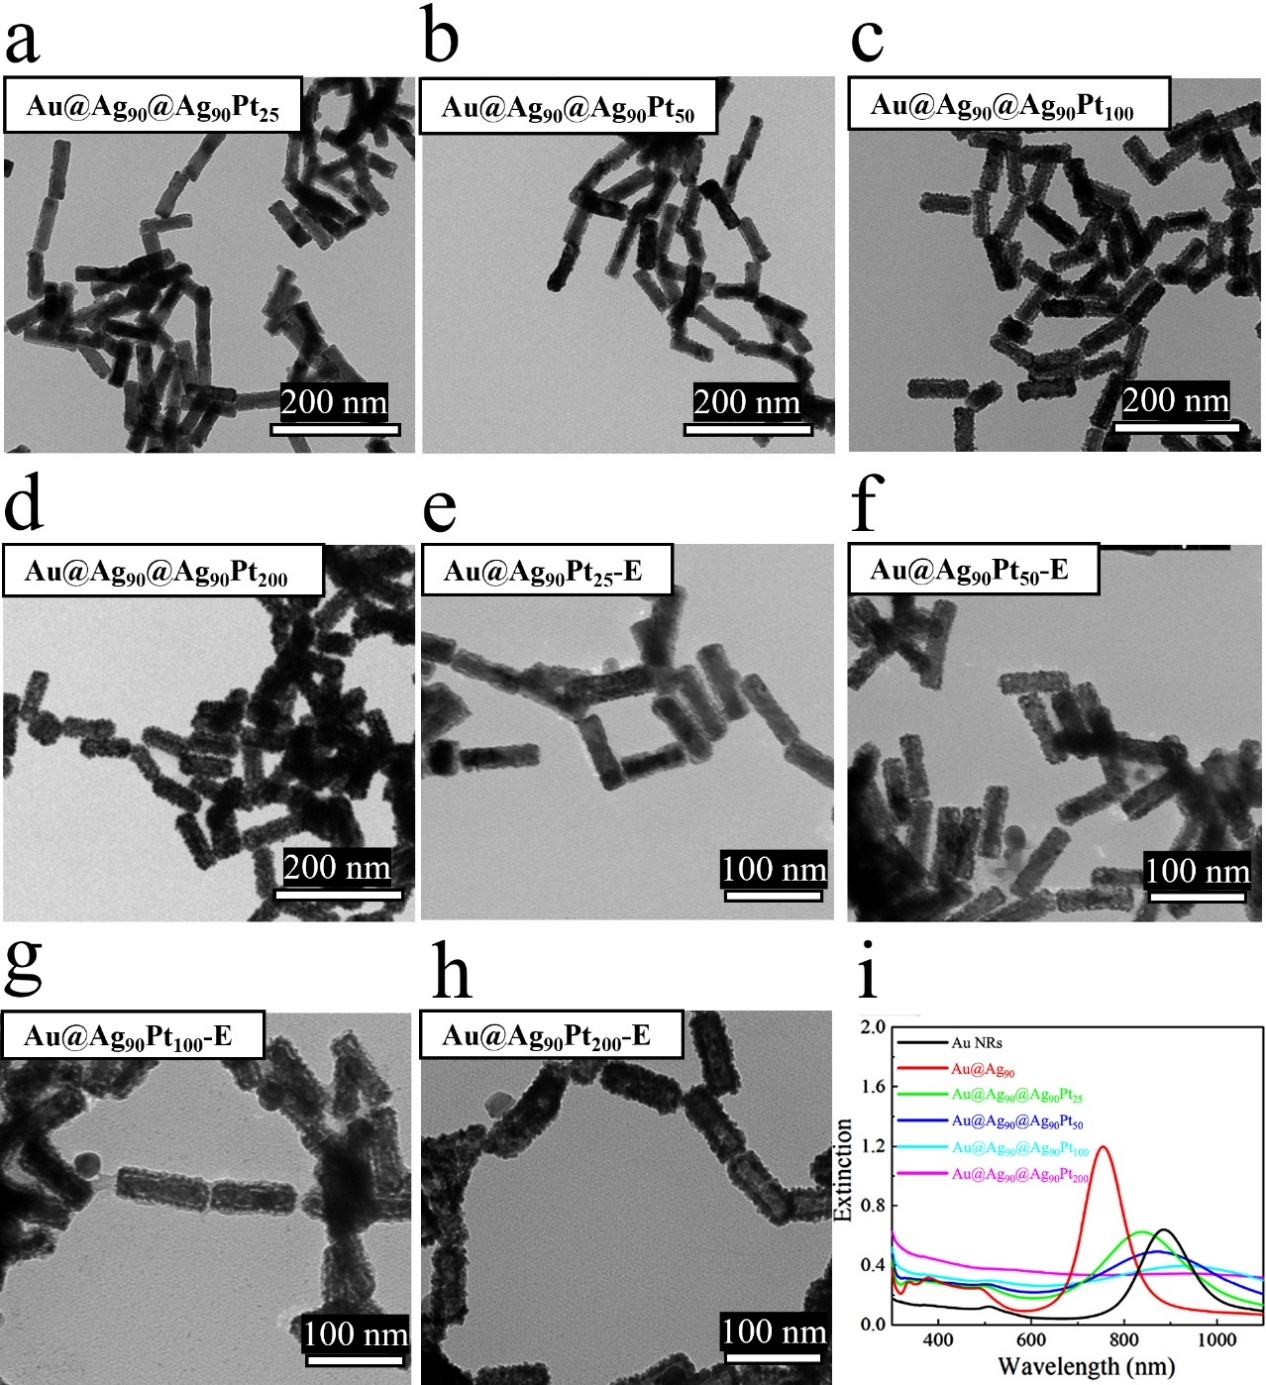 a
b
c
Au@Ag₉₀@Ag₉₀Pt₂₅
Au@Ag₉₀@Ag₉₀Pt₅₀
Au@Ag₉₀@Ag₉₀Pt₁₀₀
200 nm
200 nm
200 nm
d
e
f
Au@Ag₉₀@Ag₉₀Pt₂₀₀
Au@Ag₉₀Pt₂₅-E
Au@Ag₉₀Pt₅₀-E
200 nm
100 nm
100 nm
g
h
i
Au@Ag₉₀Pt₁₀₀-E
Au@Ag₉₀Pt₂₀₀-E
100 nm
100 nm
2.0
1.6
1.2
0.8
0.4
0.0
Extinction
Au NRs
Au@Ag₉₀
Au@Ag₉₀@Ag₉₀Pt₂₅
Au@Ag₉₀@Ag₉₀Pt₅₀
Au@Ag₉₀@Ag₉₀Pt₁₀₀
Au@Ag₉₀@Ag₉₀Pt₂₀₀
400 600 800 1000
Wavelength (nm)